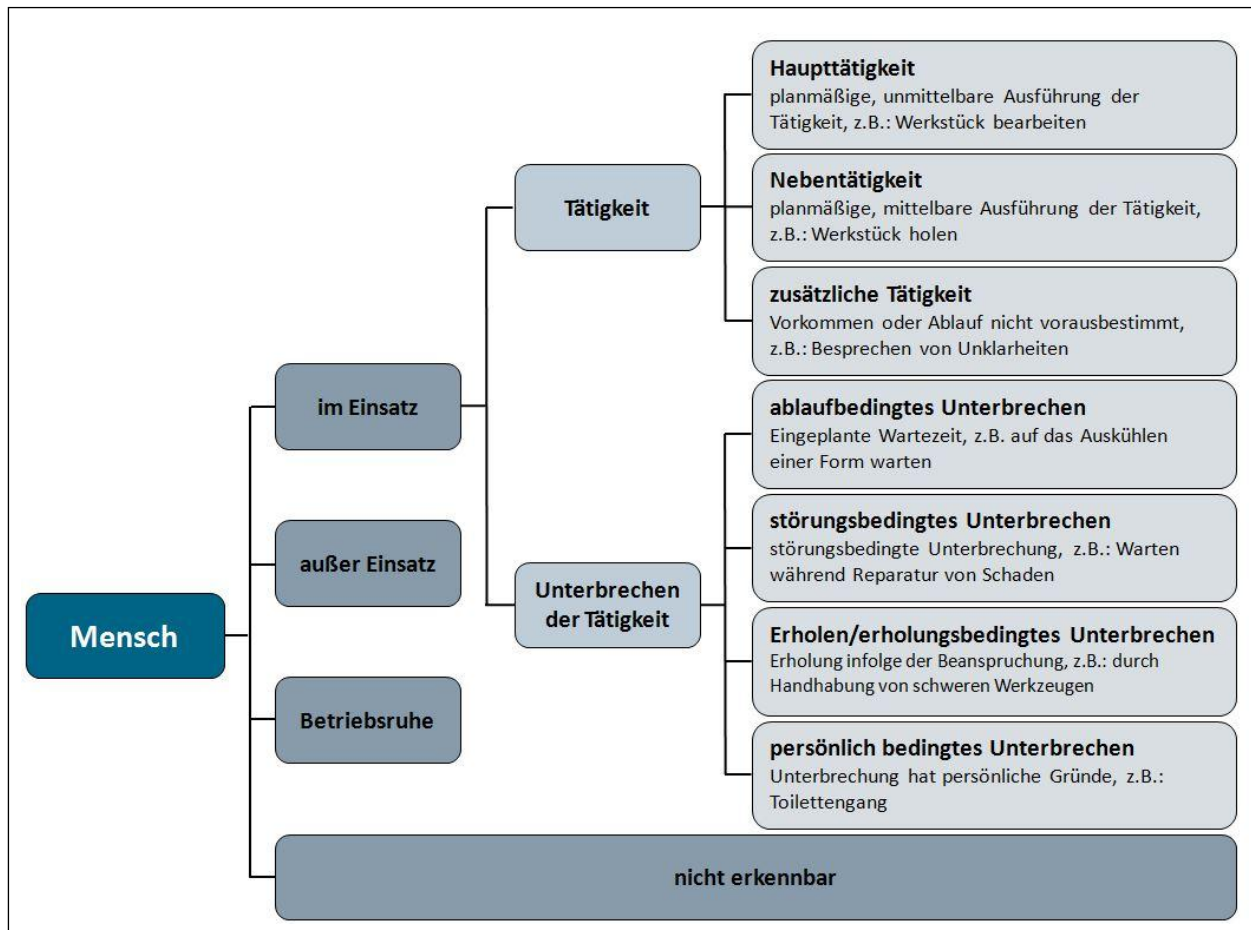 Haupttätigkeit
planmäßige, unmittelbare Ausführung der
Tätigkeit, z.B.: Werkstück bearbeiten
Nebentätigkeit
planmäßige, mittelbare Ausführung der Tätigkeit,
z.B.: Werkstück holen
Tätigkeit
zusätzliche Tätigkeit
Vorkommen oder Ablauf nicht vorausbestimmt,
z.B.: Besprechen von Unklarheiten
im Einsatz
ablaufbedingtes Unterbrechen
Eingeplante Wartezeit, z.B. auf das Auskühlen
einer Form warten
außer Einsatz
störungsbedingtes Unterbrechen
störungsbedingte Unterbrechung, z.B.: Warten
während Reparatur von Schaden
Unterbrechen
der Tätigkeit
Mensch
Erholen/erholungsbedingtes Unterbrechen
Erholung infolge der Beanspruchung, z.B.: durch
Handhabung von schweren Werkzeugen
Betriebsruhe
persönlich bedingtes Unterbrechen
Unterbrechung hat persönliche Gründe, z.B.:
Toilettengang
nicht erkennbar